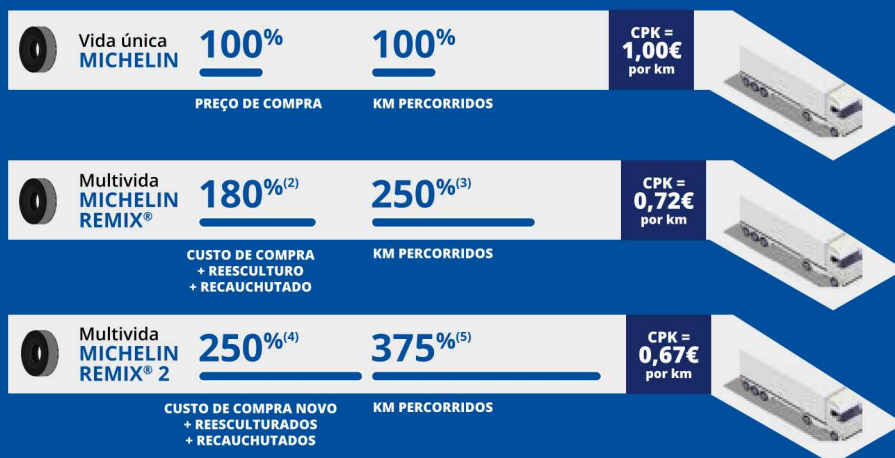 Vida única
MICHELIN
100%
100%
CPK =
1,00€
por km
PREÇO DE COMPRA
KM PERCORRIDOS
Multivida
MICHELIN
REMIX®
180%(2)
250%(3)
CPK =
0,72€
por km
CUSTO DE COMPRA
+ REESCULTURO
+ RECAUCHUTADO
KM PERCORRIDOS
Multivida
MICHELIN
REMIX® 2
250%(4)
375%(5)
CPK =
0,67€
por km
CUSTO DE COMPRA NOVO
+ REESCULTURADOS
+ RECAUCHUTADOS
KM PERCORRIDOS